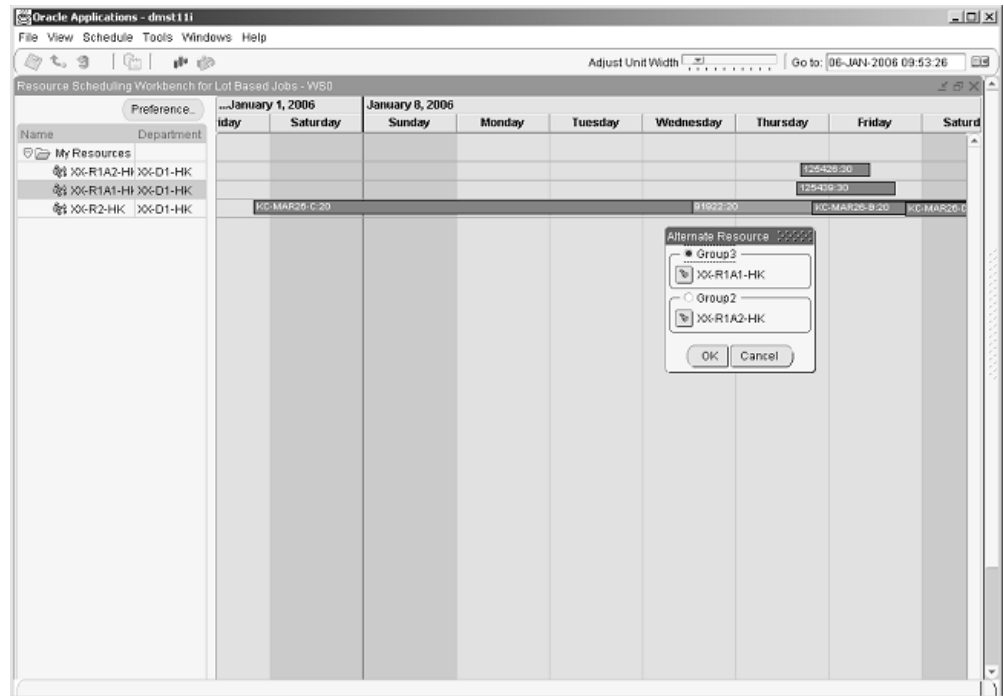 Oracle Applications - dmst11i
File View Schedule Tools Windows Help
Adjust Unit Width Go to: 06-JAN-2006 09:53:26
Resource Scheduling Workbench for Lot Based Jobs - WS0
Preference...
...January 1, 2006 January 8, 2006
iday Saturday Sunday Monday Tuesday Wednesday Thursday Friday Saturd
Name Department
My Resources
XX-R1A2-HK XX-D1-HK
125426:30
XX-R1A1-HK XX-D1-HK
125439:30
XX-R2-HK XX-D1-HK
KC-MAR26-C:20 91922:20 KC-MAR26-B:20 KC-MAR26-D
Alternate Resource
Group3
XX-R1A1-HK
Group2
XX-R1A2-HK
OK Cancel